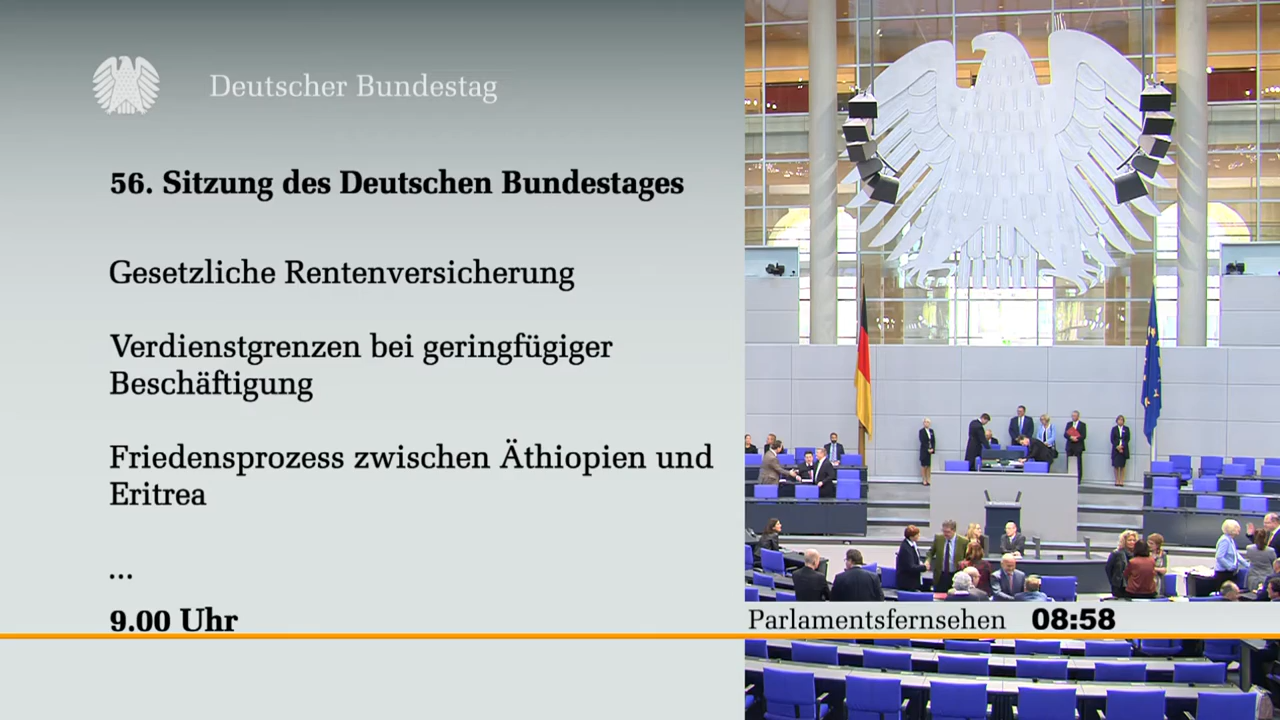 Deutscher Bundestag
56. Sitzung des Deutschen Bundestages
Gesetzliche Rentenversicherung
Verdienstgrenzen bei geringfügiger
Beschäftigung
Friedensprozess zwischen Äthiopien und
Eritrea
...
9.00 Uhr
Parlamentsfernsehen 08:58